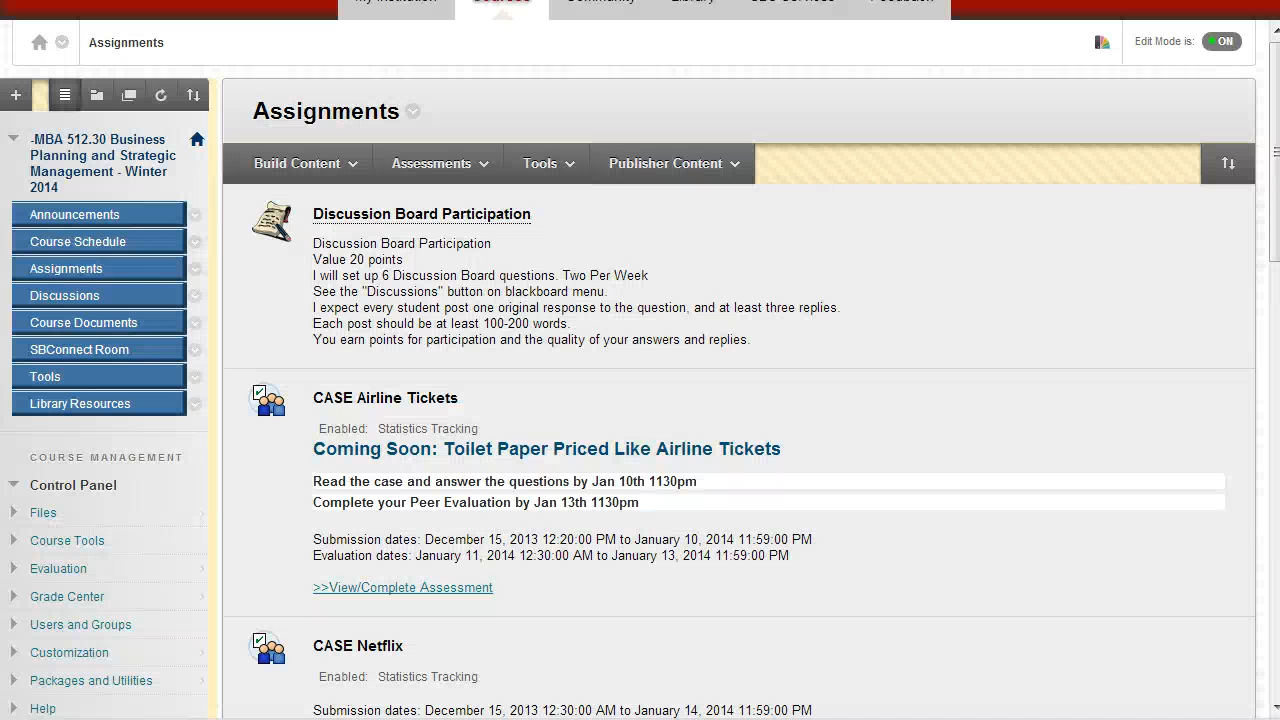 My Institution Courses Community Library Feedback
Assignments
Edit Mode is: ON
-MBA 512.30 Business
Planning and Strategic
Management - Winter
2014
Announcements
Course Schedule
Assignments
Discussions
Course Documents
SBConnect Room
Tools
Library Resources
COURSE MANAGEMENT
Control Panel
Files
Course Tools
Evaluation
Grade Center
Users and Groups
Customization
Packages and Utilities
Help
Assignments
Build Content Assessments Tools Publisher Content
Discussion Board Participation
Discussion Board Participation
Value 20 points
I will set up 6 Discussion Board questions. Two Per Week
See the "Discussions" button on blackboard menu.
I expect every student post one original response to the question, and at least three replies.
Each post should be at least 100-200 words.
You earn points for participation and the quality of your answers and replies.
CASE Airline Tickets
Enabled: Statistics Tracking
Coming Soon: Toilet Paper Priced Like Airline Tickets
Read the case and answer the questions by Jan 10th 1130pm
Complete your Peer Evaluation by Jan 13th 1130pm
Submission dates: December 15, 2013 12:20:00 PM to January 10, 2014 11:59:00 PM
Evaluation dates: January 11, 2014 12:30:00 AM to January 13, 2014 11:59:00 PM
>>View/Complete Assessment
CASE Netflix
Enabled: Statistics Tracking
Submission dates: December 15, 2013 12:30:00 AM to January 14, 2014 11:59:00 PM